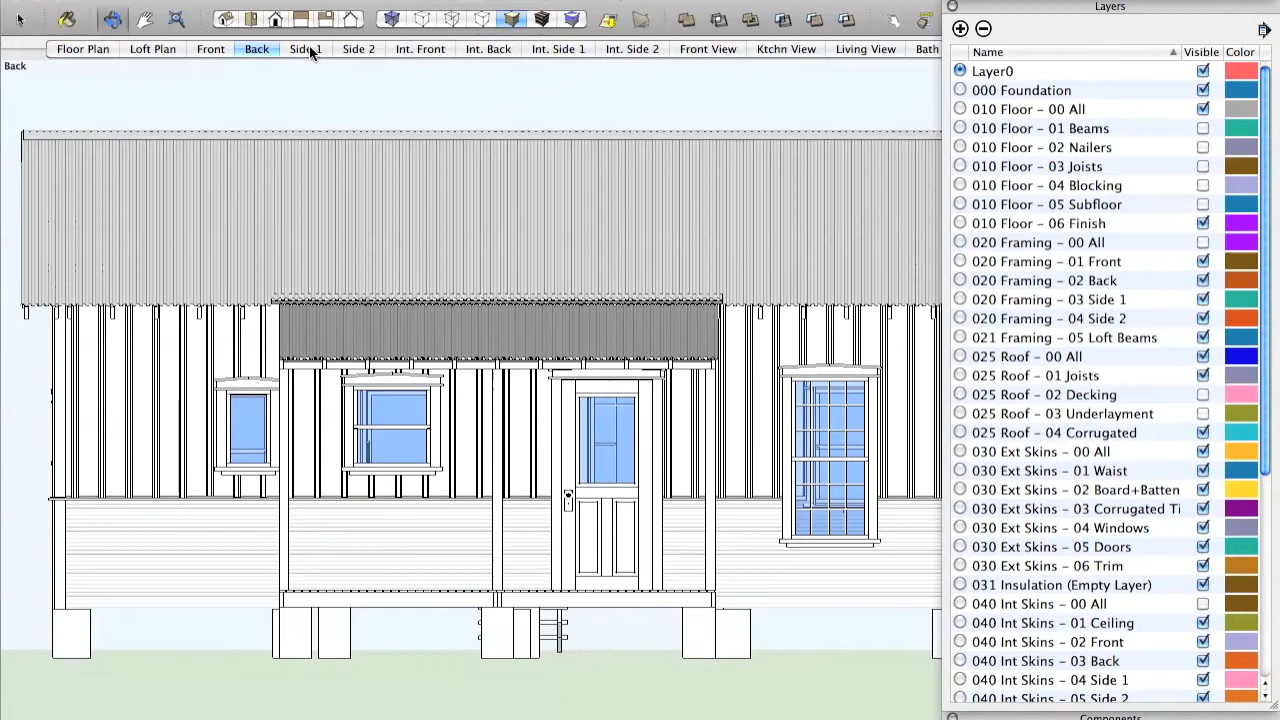 Layers
Floor Plan Loft Plan Front Back Side 1 Side 2 Int. Front Int. Back Int. Side 1 Int. Side 2 Front View Ktchn View Living View Bath
Back
Name Visible Color
Layer0
000 Foundation
010 Floor - 00 All
010 Floor - 01 Beams
010 Floor - 02 Nailers
010 Floor - 03 Joists
010 Floor - 04 Blocking
010 Floor - 05 Subfloor
010 Floor - 06 Finish
020 Framing - 00 All
020 Framing - 01 Front
020 Framing - 02 Back
020 Framing - 03 Side 1
020 Framing - 04 Side 2
021 Framing - 05 Loft Beams
025 Roof - 00 All
025 Roof - 01 Joists
025 Roof - 02 Decking
025 Roof - 03 Underlayment
025 Roof - 04 Corrugated
030 Ext Skins - 00 All
030 Ext Skins - 01 Waist
030 Ext Skins - 02 Board+Batten
030 Ext Skins - 03 Corrugated Ti
030 Ext Skins - 04 Windows
030 Ext Skins - 05 Doors
030 Ext Skins - 06 Trim
031 Insulation (Empty Layer)
040 Int Skins - 00 All
040 Int Skins - 01 Ceiling
040 Int Skins - 02 Front
040 Int Skins - 03 Back
040 Int Skins - 04 Side 1
040 Int Skins - 05 Side 2
Components